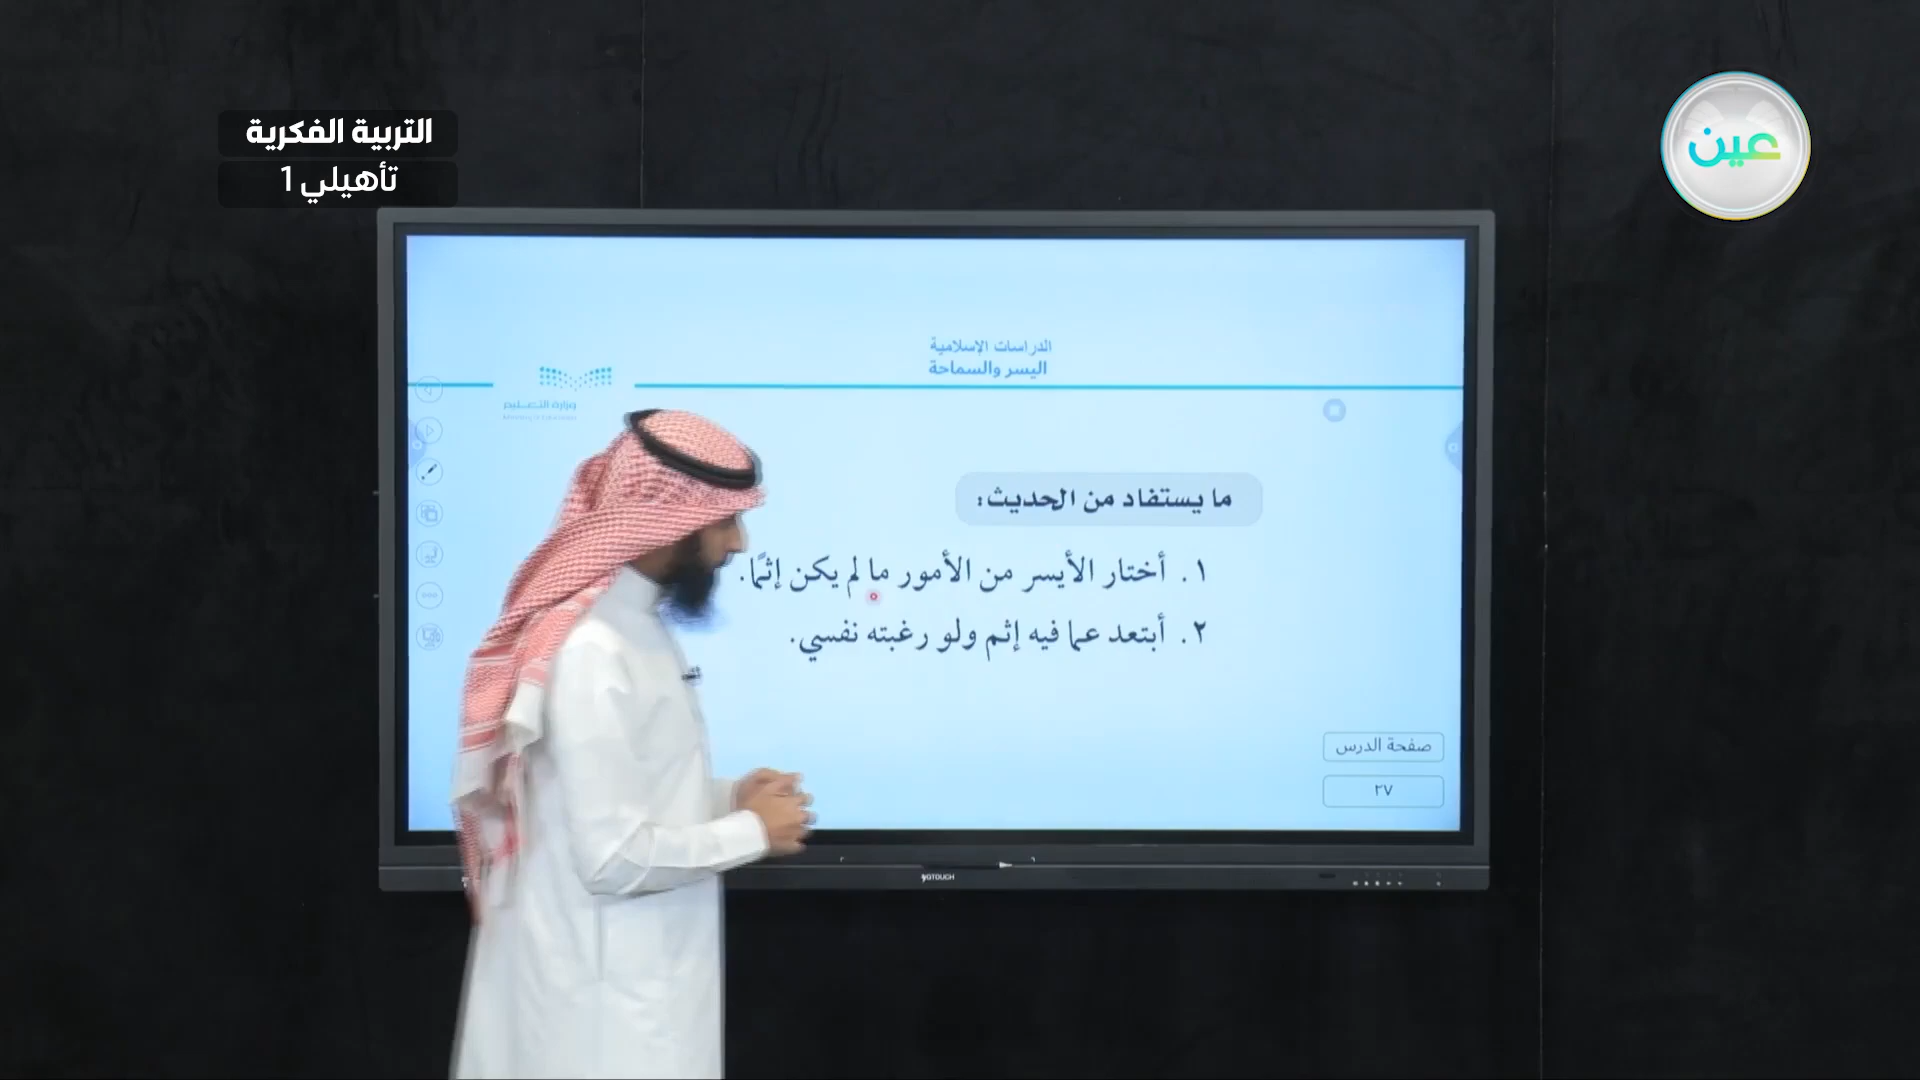 التربية الفكرية
تأهيلي 1
عين
الدراسات الإسلامية
اليسر والسماحة
وزارة التعليم
ما يستفاد من الحديث:
١. أختار الأيسر من الأمور ما لم يكن إثمًا.
٢. أبتعد عما فيه إثم ولو رغبته نفسي.
صفحة الدرس
٢٧